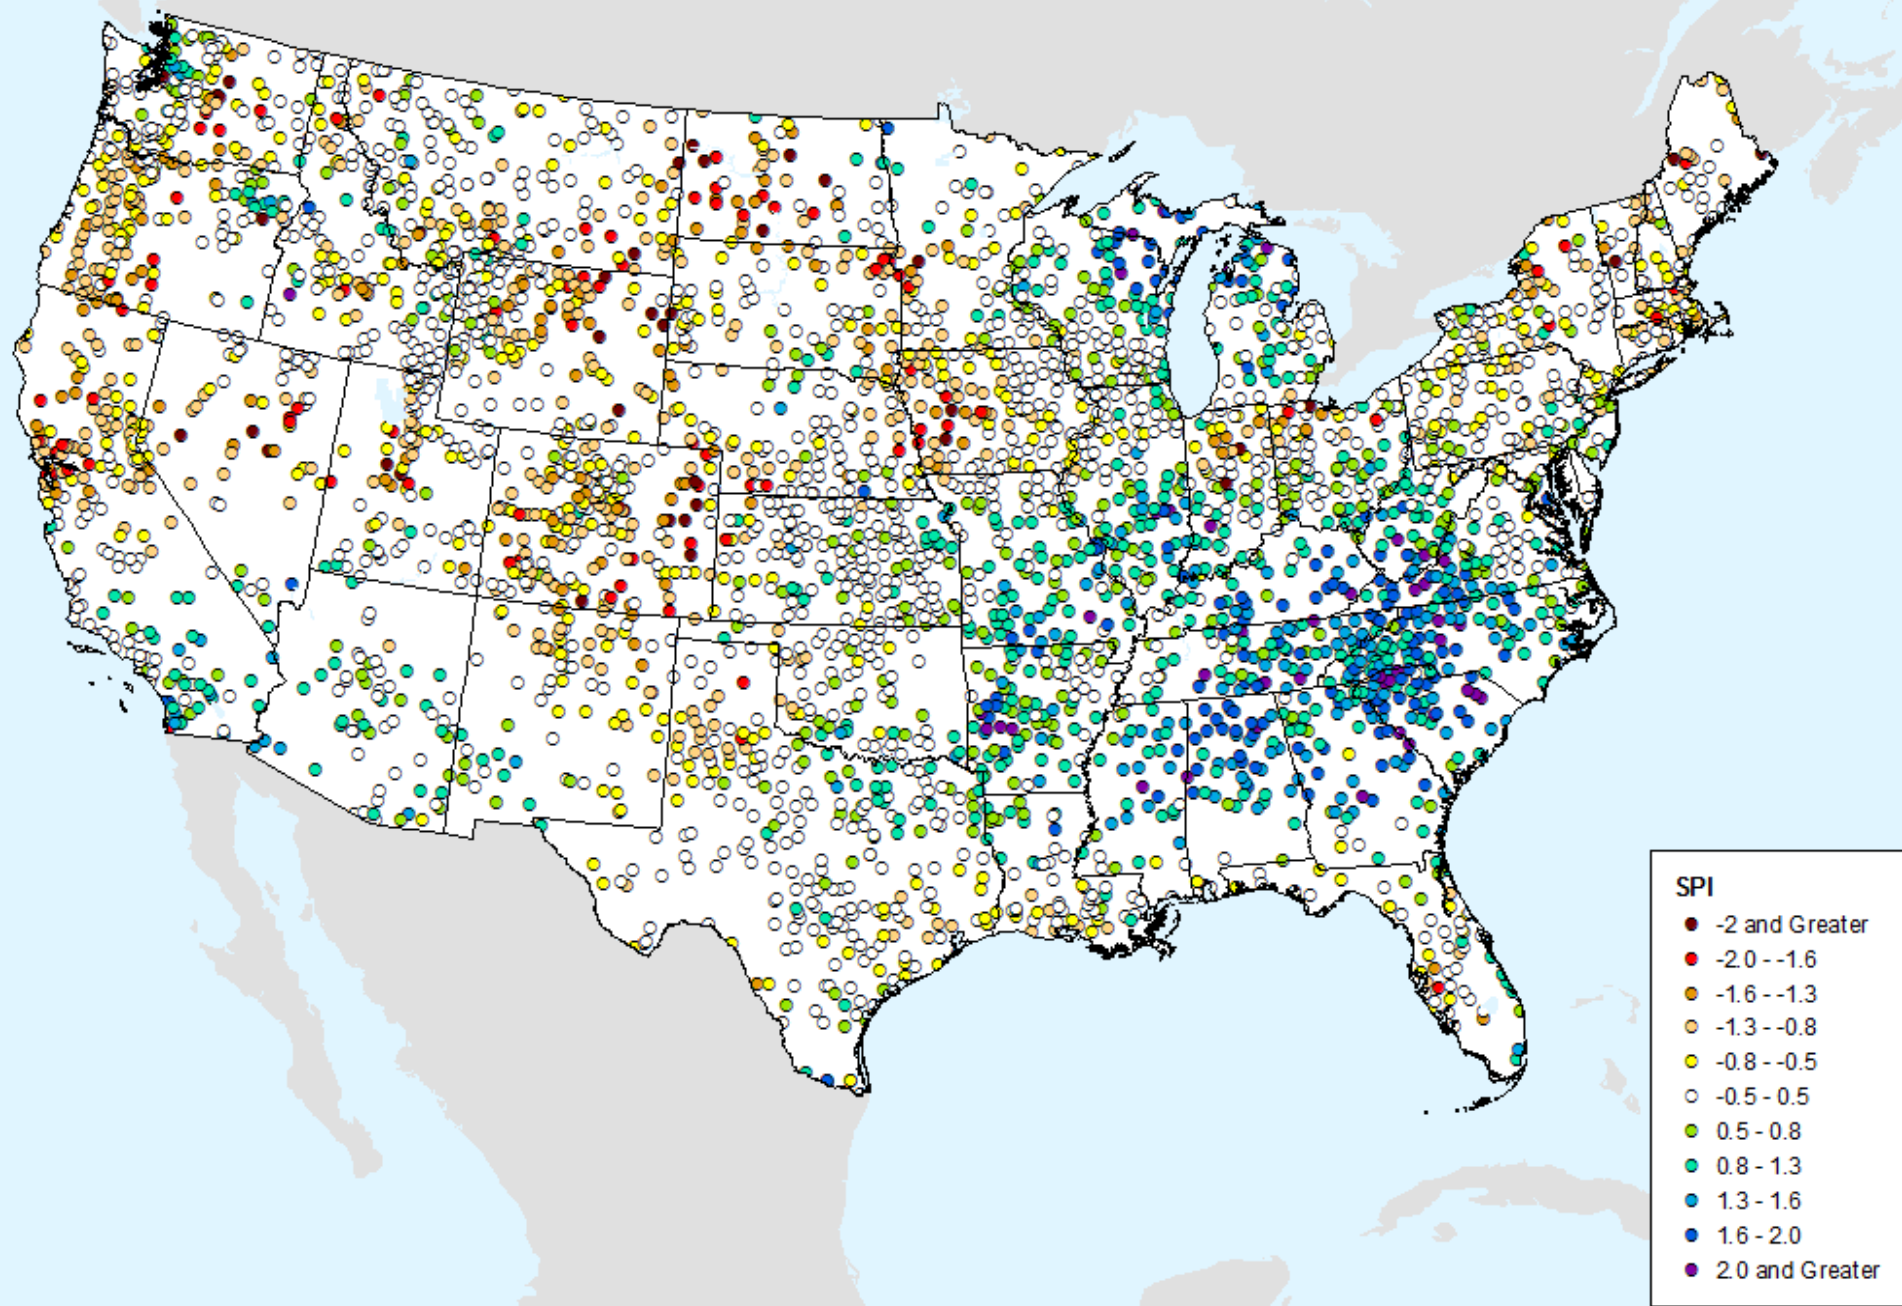 SPI
-2 and Greater
-2.0 - -1.6
-1.6 - -1.3
-1.3 - -0.8
-0.8 - -0.5
-0.5 - 0.5
0.5 - 0.8
0.8 - 1.3
1.3 - 1.6
1.6 - 2.0
2.0 and Greater